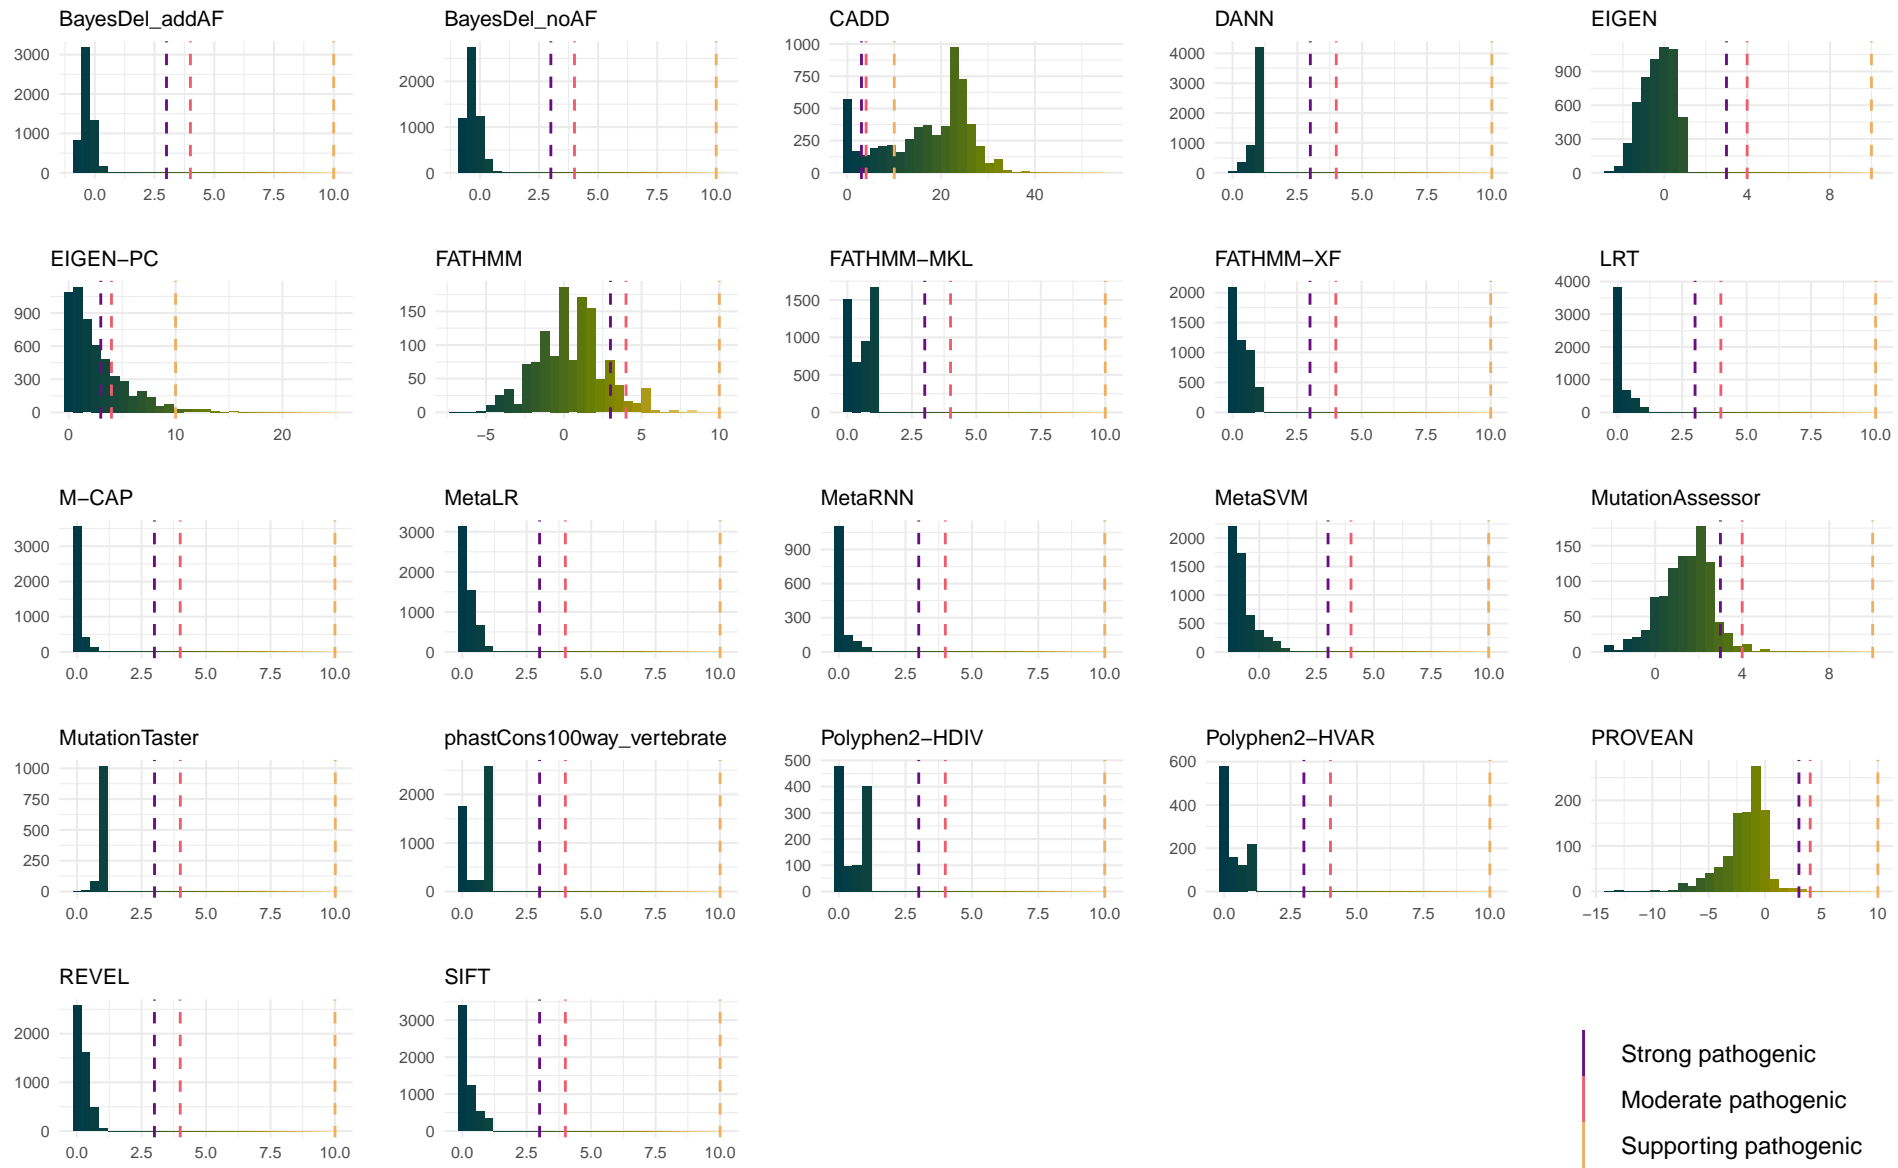 BayesDel_addAF
3000
2000
1000
0
0.0 2.5 5.0 7.5 10.0
BayesDel_noAF
2000
1000
0
0.0 2.5 5.0 7.5 10.0
CADD
1000
750
500
250
0
0 20 40
DANN
4000
3000
2000
1000
0
0.0 2.5 5.0 7.5 10.0
EIGEN
900
600
300
0
0 4 8
EIGEN−PC
900
600
300
0
0 10 20
FATHMM
150
100
50
0
−5 0 5 10
FATHMM−MKL
1500
1000
500
0
0.0 2.5 5.0 7.5 10.0
FATHMM−XF
2000
1500
1000
500
0
0.0 2.5 5.0 7.5 10.0
LRT
4000
3000
2000
1000
0
0.0 2.5 5.0 7.5 10.0
M−CAP
3000
2000
1000
0
0.0 2.5 5.0 7.5 10.0
MetaLR
3000
2000
1000
0
0.0 2.5 5.0 7.5 10.0
MetaRNN
900
600
300
0
0.0 2.5 5.0 7.5 10.0
MetaSVM
2000
1500
1000
500
0
0.0 2.5 5.0 7.5 10.0
MutationAssessor
150
100
50
0
0 4 8
MutationTaster
1000
750
500
250
0
0.0 2.5 5.0 7.5 10.0
phastCons100way_vertebrate
2000
1000
0
0.0 2.5 5.0 7.5 10.0
Polyphen2−HDIV
500
400
300
200
100
0
0.0 2.5 5.0 7.5 10.0
Polyphen2−HVAR
600
400
200
0
0.0 2.5 5.0 7.5 10.0
PROVEAN
200
100
0
−15 −10 −5 0 5 10
REVEL
2000
1000
0
0.0 2.5 5.0 7.5 10.0
SIFT
3000
2000
1000
0
0.0 2.5 5.0 7.5 10.0
Strong pathogenic
Moderate pathogenic
Supporting pathogenic